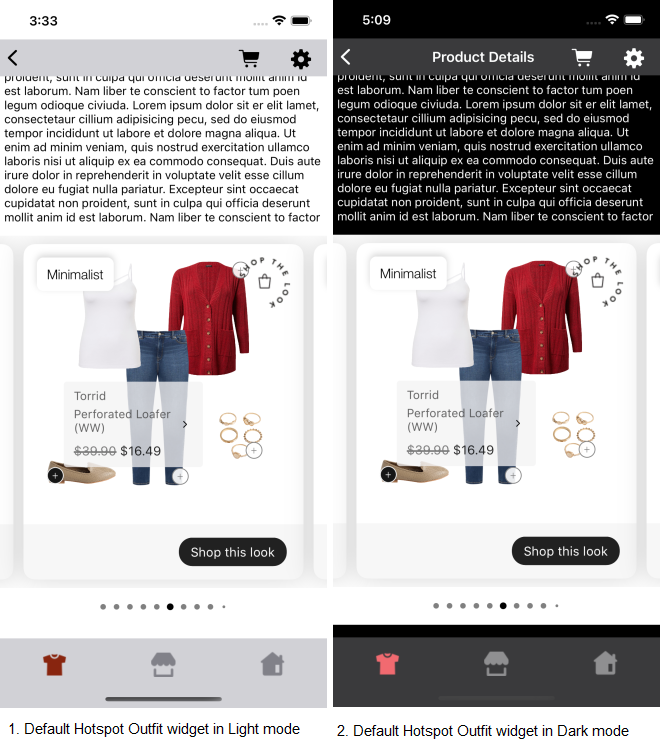 3:33
proident, sunt in culpa qui officia deserunt mollit anim id
est laborum. Nam liber te conscient to factor tum poen
legum odioque civiuda. Lorem ipsum dolor sit er elit lamet,
consectetaur cillium adipisicing pecu, sed do eiusmod
tempor incididunt ut labore et dolore magna aliqua. Ut
enim ad minim veniam, quis nostrud exercitation ullamco
laboris nisi ut aliquip ex ea commodo consequat. Duis aute
irure dolor in reprehenderit in voluptate velit esse cillum
dolore eu fugiat nulla pariatur. Excepteur sint occaecat
cupidatat non proident, sunt in culpa qui officia deserunt
mollit anim id est laborum. Nam liber te conscient to factor
Minimalist
SHOP THE LOOK
Torrid
Perforated Loafer
(WW)
$39.90 $16.49
Shop this look
1. Default Hotspot Outfit widget in Light mode
5:09
Product Details
proident, sunt in culpa qui officia deserunt mollit anim id
est laborum. Nam liber te conscient to factor tum poen
legum odioque civiuda. Lorem ipsum dolor sit er elit lamet,
consectetaur cillium adipisicing pecu, sed do eiusmod
tempor incididunt ut labore et dolore magna aliqua. Ut
enim ad minim veniam, quis nostrud exercitation ullamco
laboris nisi ut aliquip ex ea commodo consequat. Duis aute
irure dolor in reprehenderit in voluptate velit esse cillum
dolore eu fugiat nulla pariatur. Excepteur sint occaecat
cupidatat non proident, sunt in culpa qui officia deserunt
mollit anim id est laborum. Nam liber te conscient to factor
Minimalist
SHOP THE LOOK
Torrid
Perforated Loafer
(WW)
$39.90 $16.49
Shop this look
2. Default Hotspot Outfit widget in Dark mode